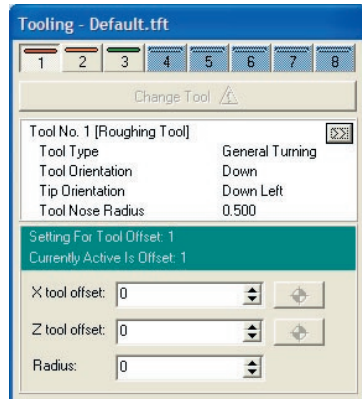 Tooling - Default.tft
1 2 3 4 5 6 7 8
Change Tool
Tool No. 1 [Roughing Tool]
Tool Type General Turning
Tool Orientation Down
Tip Orientation Down Left
Tool Nose Radius 0.500
Setting For Tool Offset: 1
Currently Active Is Offset: 1
X tool offset: 0
Z tool offset: 0
Radius: 0